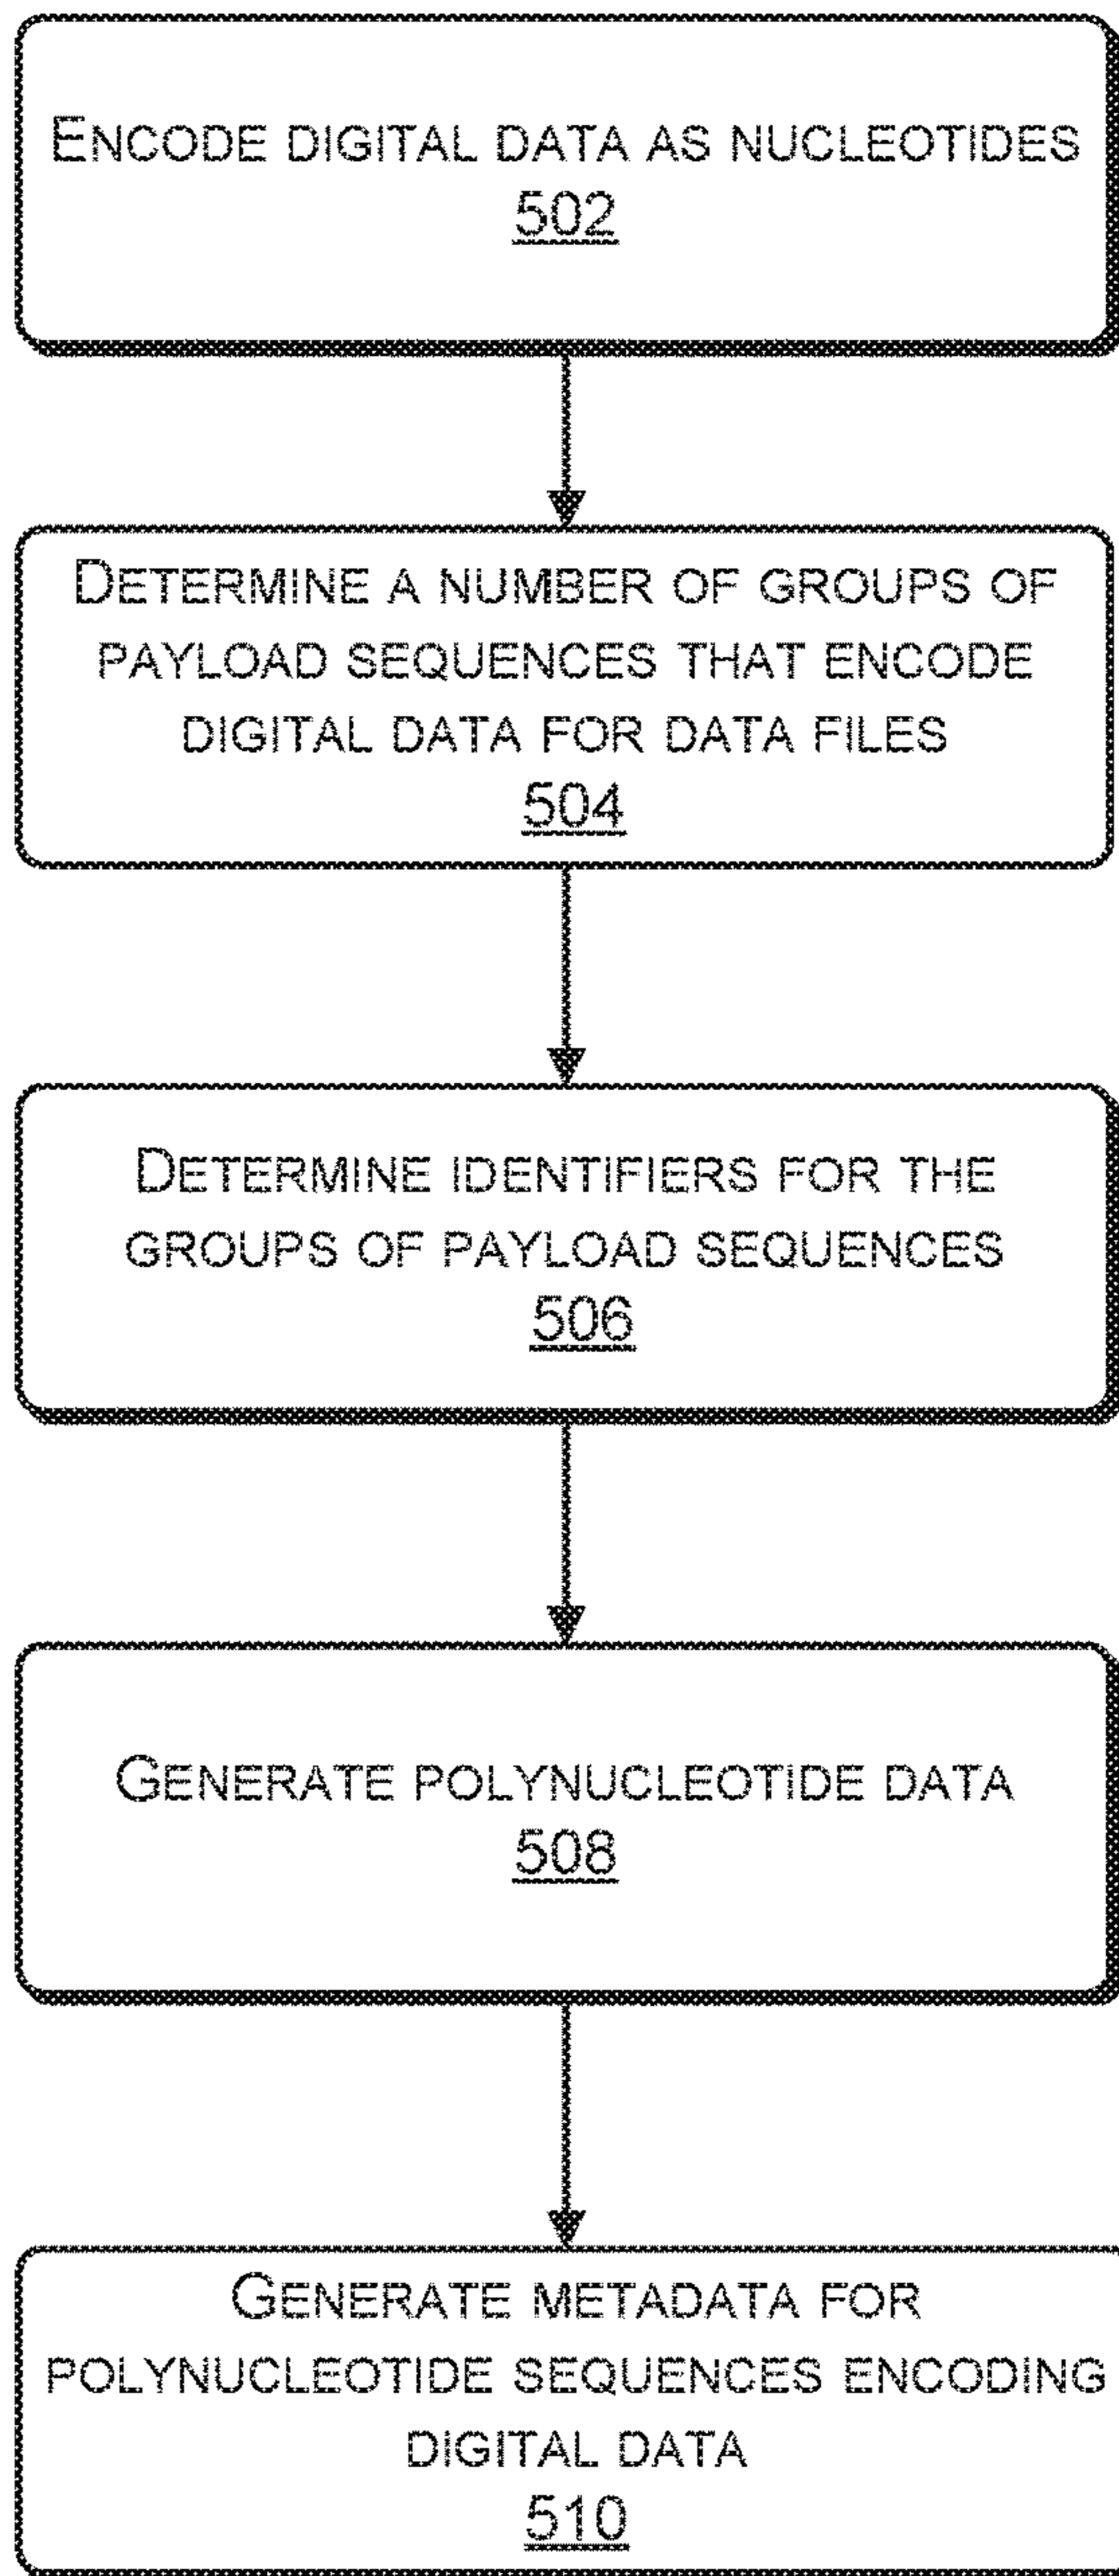 ENCODE DIGITAL DATA AS NUCLEOTIDES
502
DETERMINE A NUMBER OF GROUPS OF
PAYLOAD SEQUENCES THAT ENCODE
DIGITAL DATA FOR DATA FILES
504
DETERMINE IDENTIFIERS FOR THE
GROUPS OF PAYLOAD SEQUENCES
506
GENERATE POLYNUCLEOTIDE DATA
508
GENERATE METADATA FOR
POLYNUCLEOTIDE SEQUENCES ENCODING
DIGITAL DATA
510